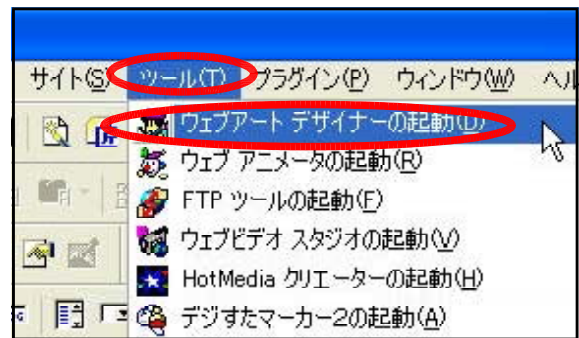 サイト(S) ツール(T) プラグイン(P) ウィンドウ(W) ヘル
ウェブアート デザイナーの起動(D)
ウェブ アニメータの起動(R)
FTP ツールの起動(F)
ウェブビデオ スタジオの起動(V)
HotMedia クリエーターの起動(H)
デジすたマーカー2の起動(A)